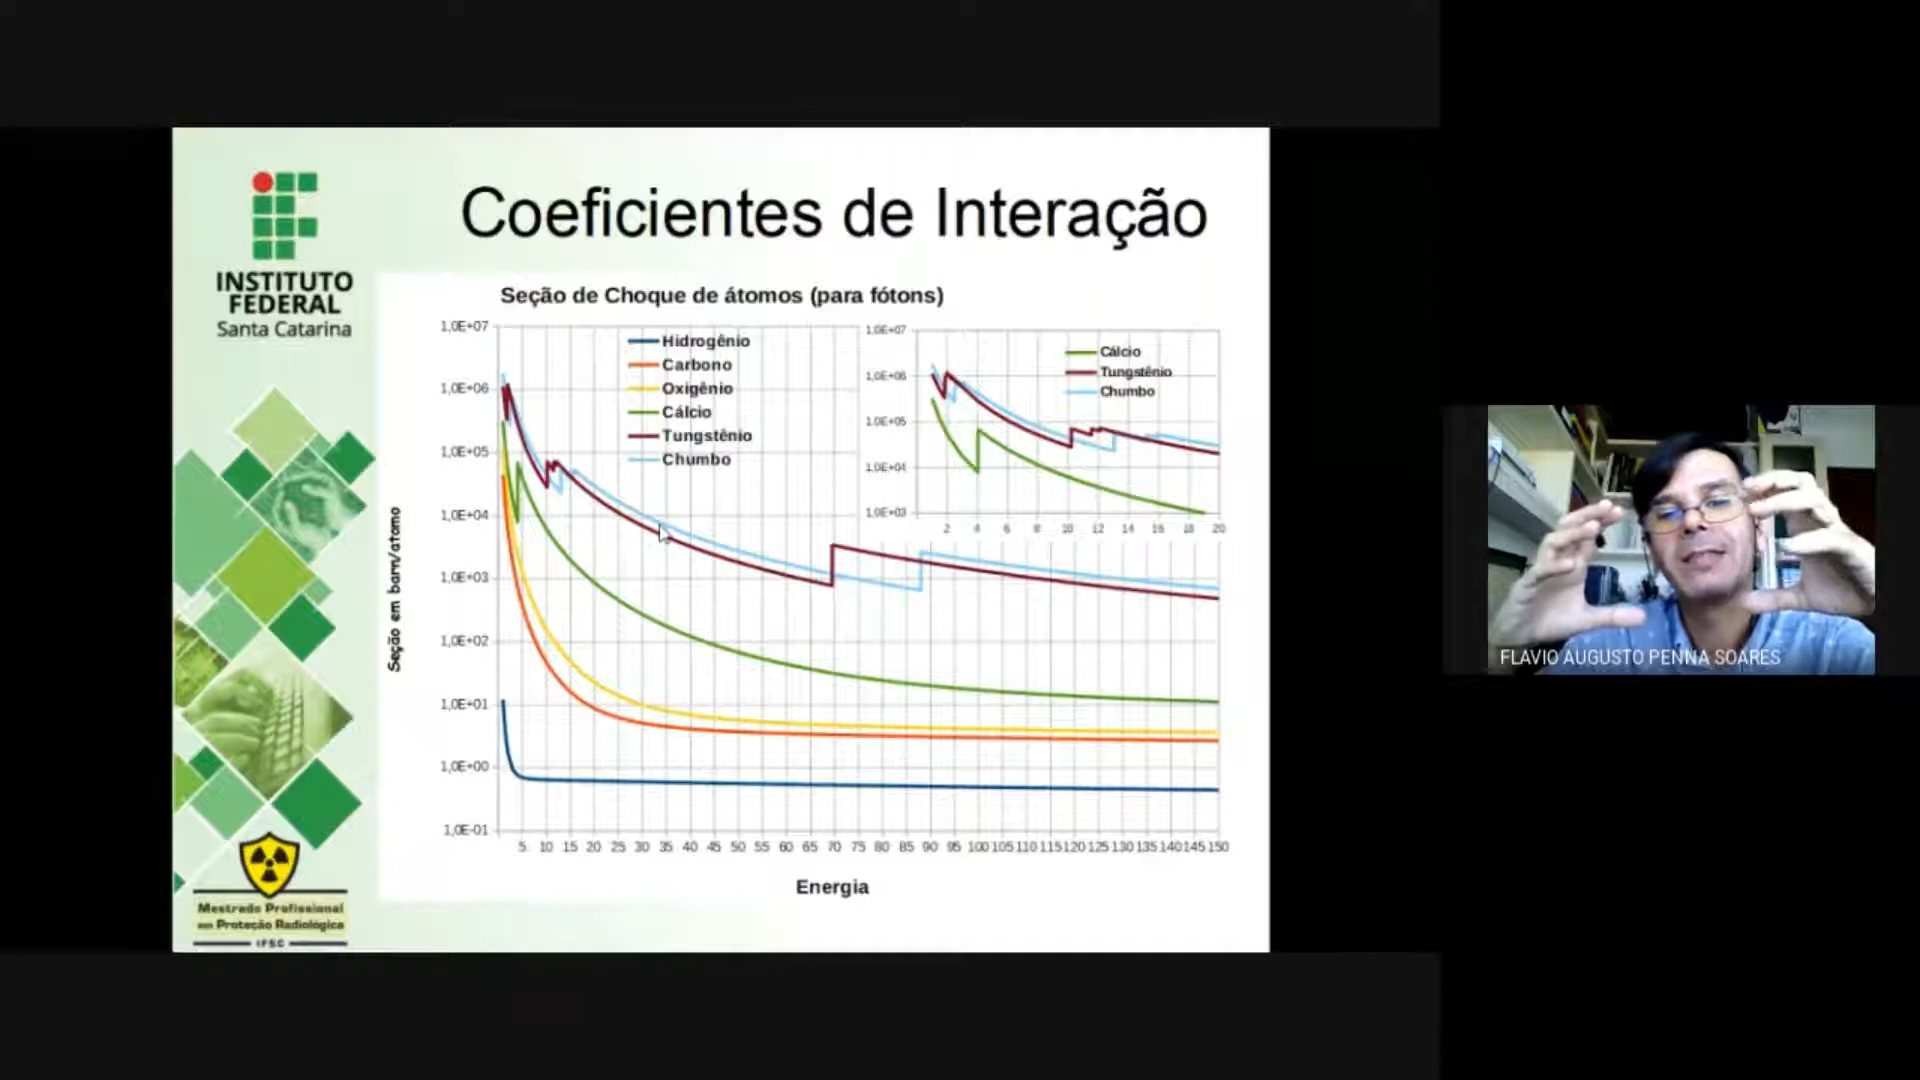 Coeficientes de Interação
INSTITUTO
FEDERAL
Santa Catarina
Seção de Choque de átomos (para fótons)
1,0E+07
1,0E+06
1,0E+05
1,0E+04
1,0E+03
1,0E+02
1,0E+01
1,0E+00
1,0E-01
Seção em barn/átomo
Hidrogênio
Carbono
Oxigênio
Cálcio
Tungstênio
Chumbo
1,0E+07
1,0E+06
1,0E+05
1,0E+04
1,0E+03
Cálcio
Tungstênio
Chumbo
2 4 6 8 10 12 14 16 18 20
5 10 15 20 25 30 35 40 45 50 55 60 65 70 75 80 85 90 95 100 105 110 115 120 125 130 135 140 145 150
Energia
Mestrado Profissional
em Proteção Radiológica
IFSC
FLAVIO AUGUSTO PENNA SOARES